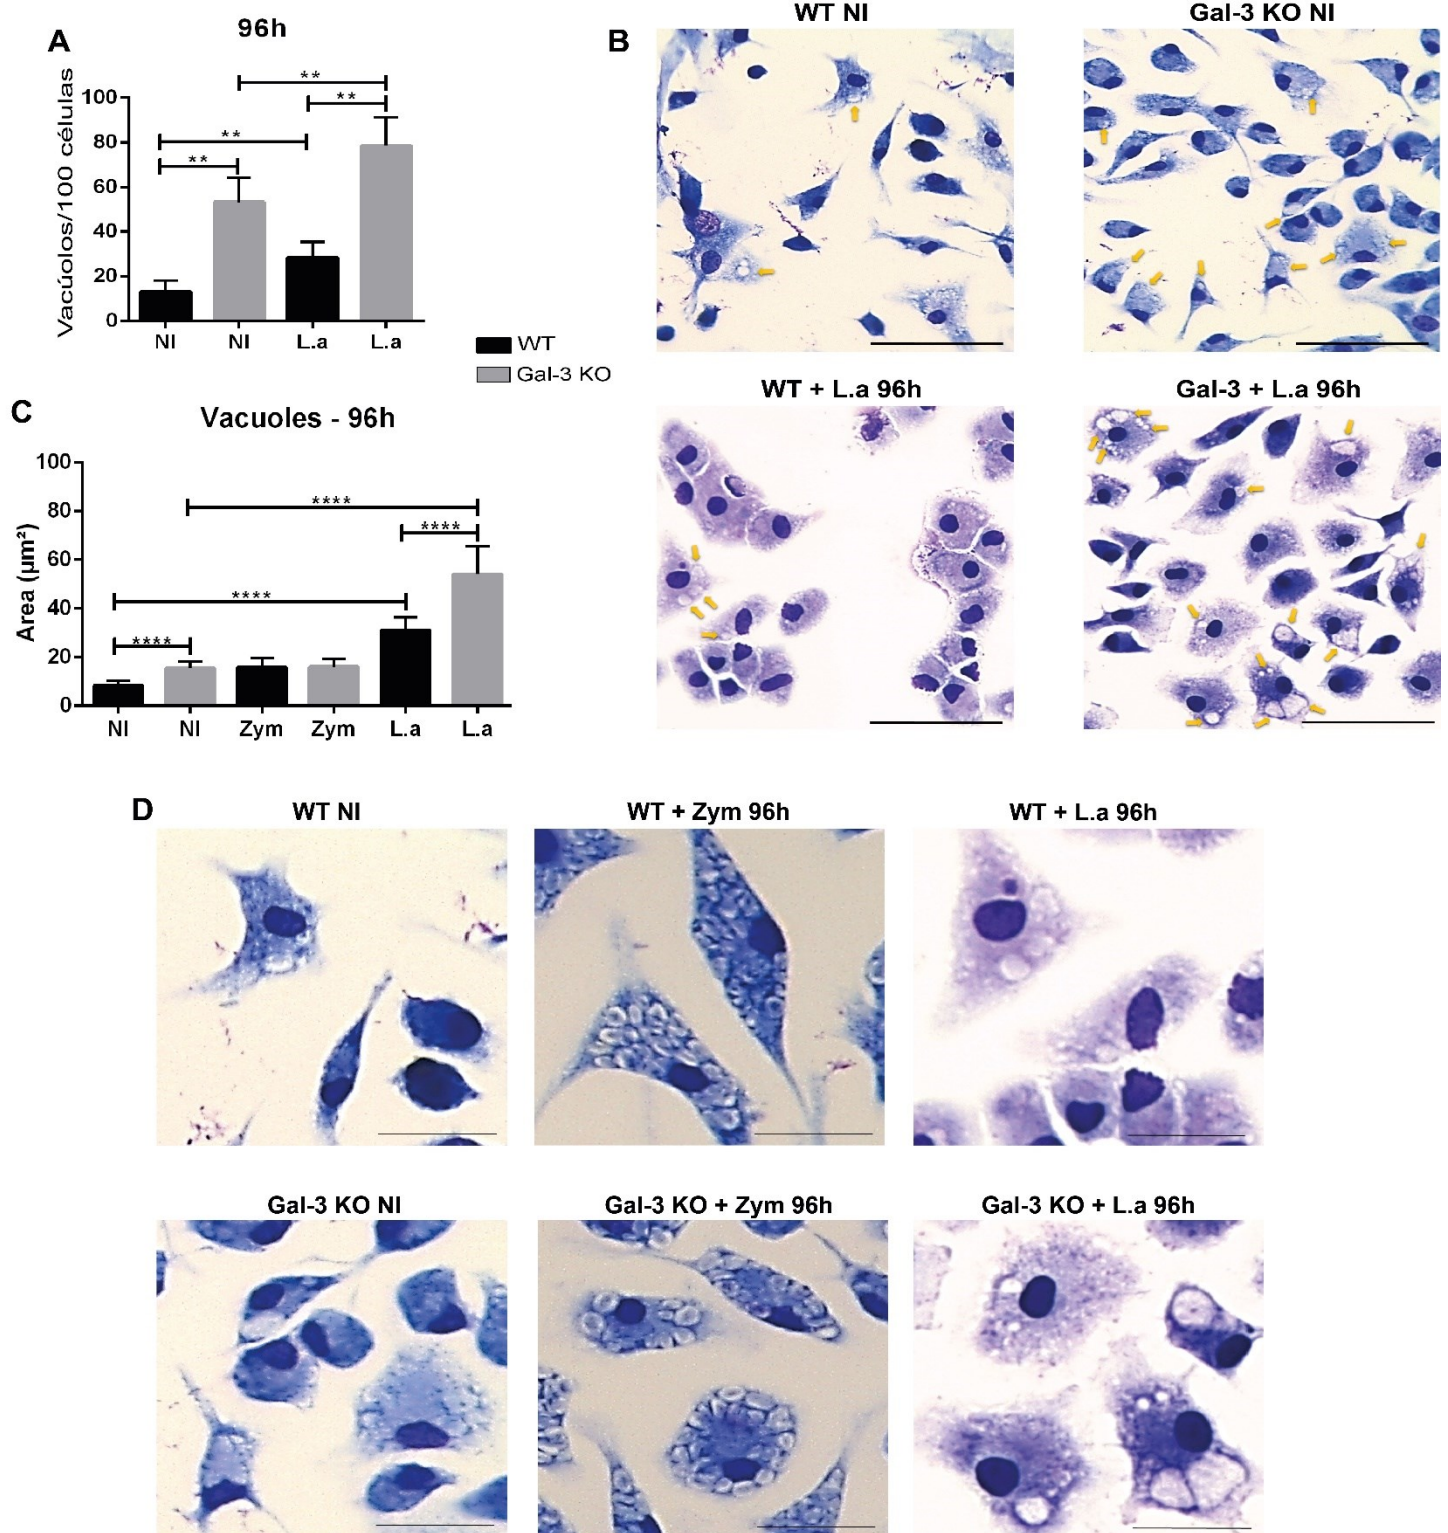 A
96h
Vacúolos/100 células
100
80
60
40
20
0
**
**
**
**
NI
NI
L.a
L.a
WT
Gal-3 KO
B
WT NI
Gal-3 KO NI
WT + L.a 96h
Gal-3 + L.a 96h
C
Vacuoles - 96h
Area (µm²)
100
80
60
40
20
0
****
****
****
****
NI
NI
Zym
Zym
L.a
L.a
D
WT NI
WT + Zym 96h
WT + L.a 96h
Gal-3 KO NI
Gal-3 KO + Zym 96h
Gal-3 KO + L.a 96h